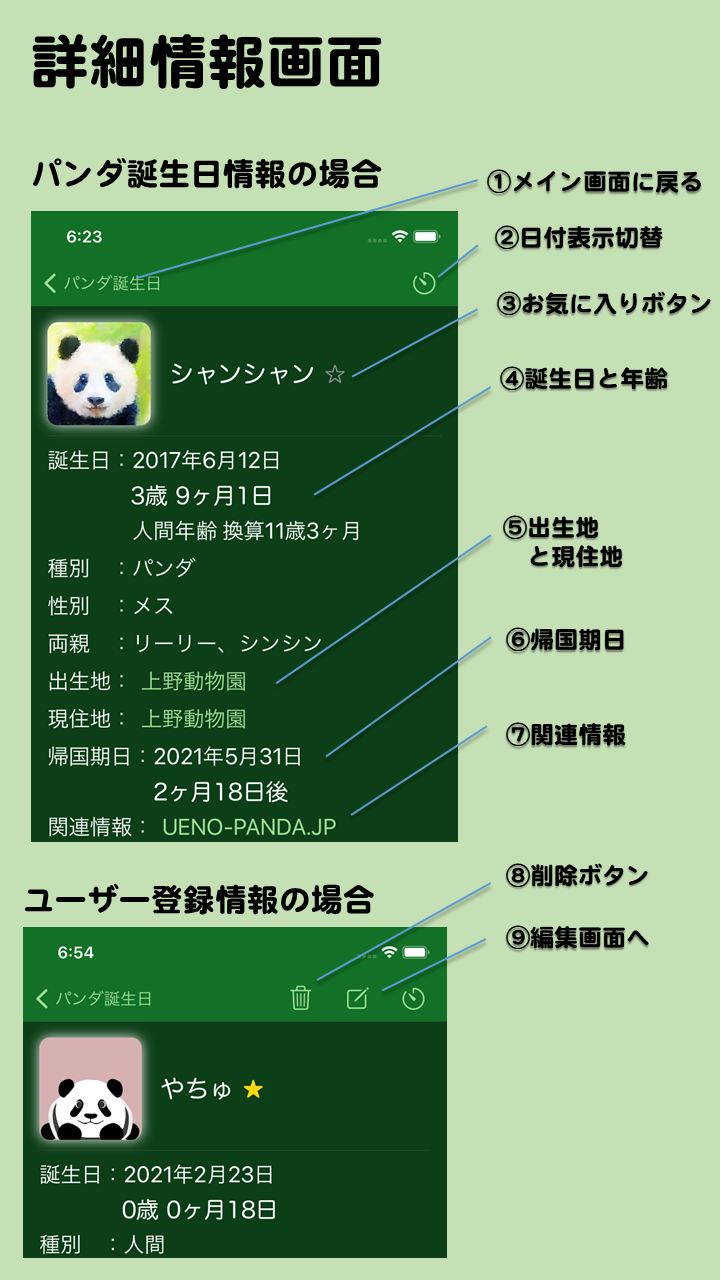 詳細情報画面
パンダ誕生日情報の場合
①メイン画面に戻る
②日付表示切替
③お気に入りボタン
④誕生日と年齢
⑤出生地
と現住地
⑥帰国期日
⑦関連情報
6:23
パンダ誕生日
シャンシャン ☆
誕生日：2017年6月12日
3歳 9ヶ月1日
人間年齢 換算11歳3ヶ月
種別　：パンダ
性別　：メス
両親　：リーリー、シンシン
出生地： 上野動物園
現住地： 上野動物園
帰国期日：2021年5月31日
2ヶ月18日後
関連情報： UENO-PANDA.JP
ユーザー登録情報の場合
⑧削除ボタン
⑨編集画面へ
6:54
パンダ誕生日
やちゅ ★
誕生日：2021年2月23日
0歳 0ヶ月18日
種別　：人間